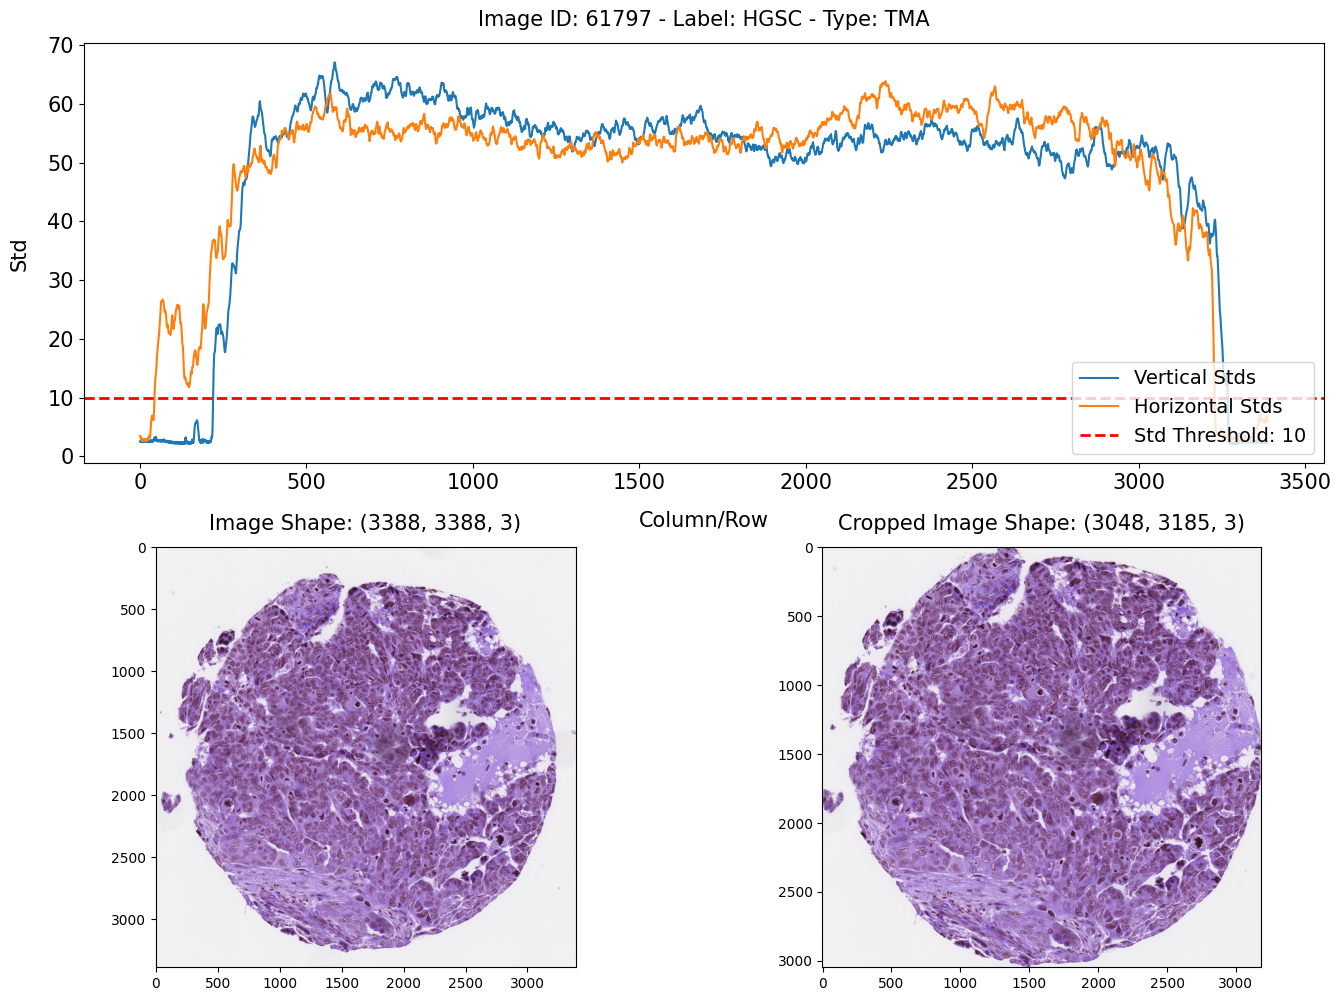 Image ID: 61797 - Label: HGSC - Type: TMA
70
60
50
40
30
20
10
0
Std
Vertical Stds
Horizontal Stds
Std Threshold: 10
0 500 1000 1500 2000 2500 3000 3500
Column/Row
Image Shape: (3388, 3388, 3)
0
500
1000
1500
2000
2500
3000
0 500 1000 1500 2000 2500 3000
Cropped Image Shape: (3048, 3185, 3)
0
500
1000
1500
2000
2500
3000
0 500 1000 1500 2000 2500 3000